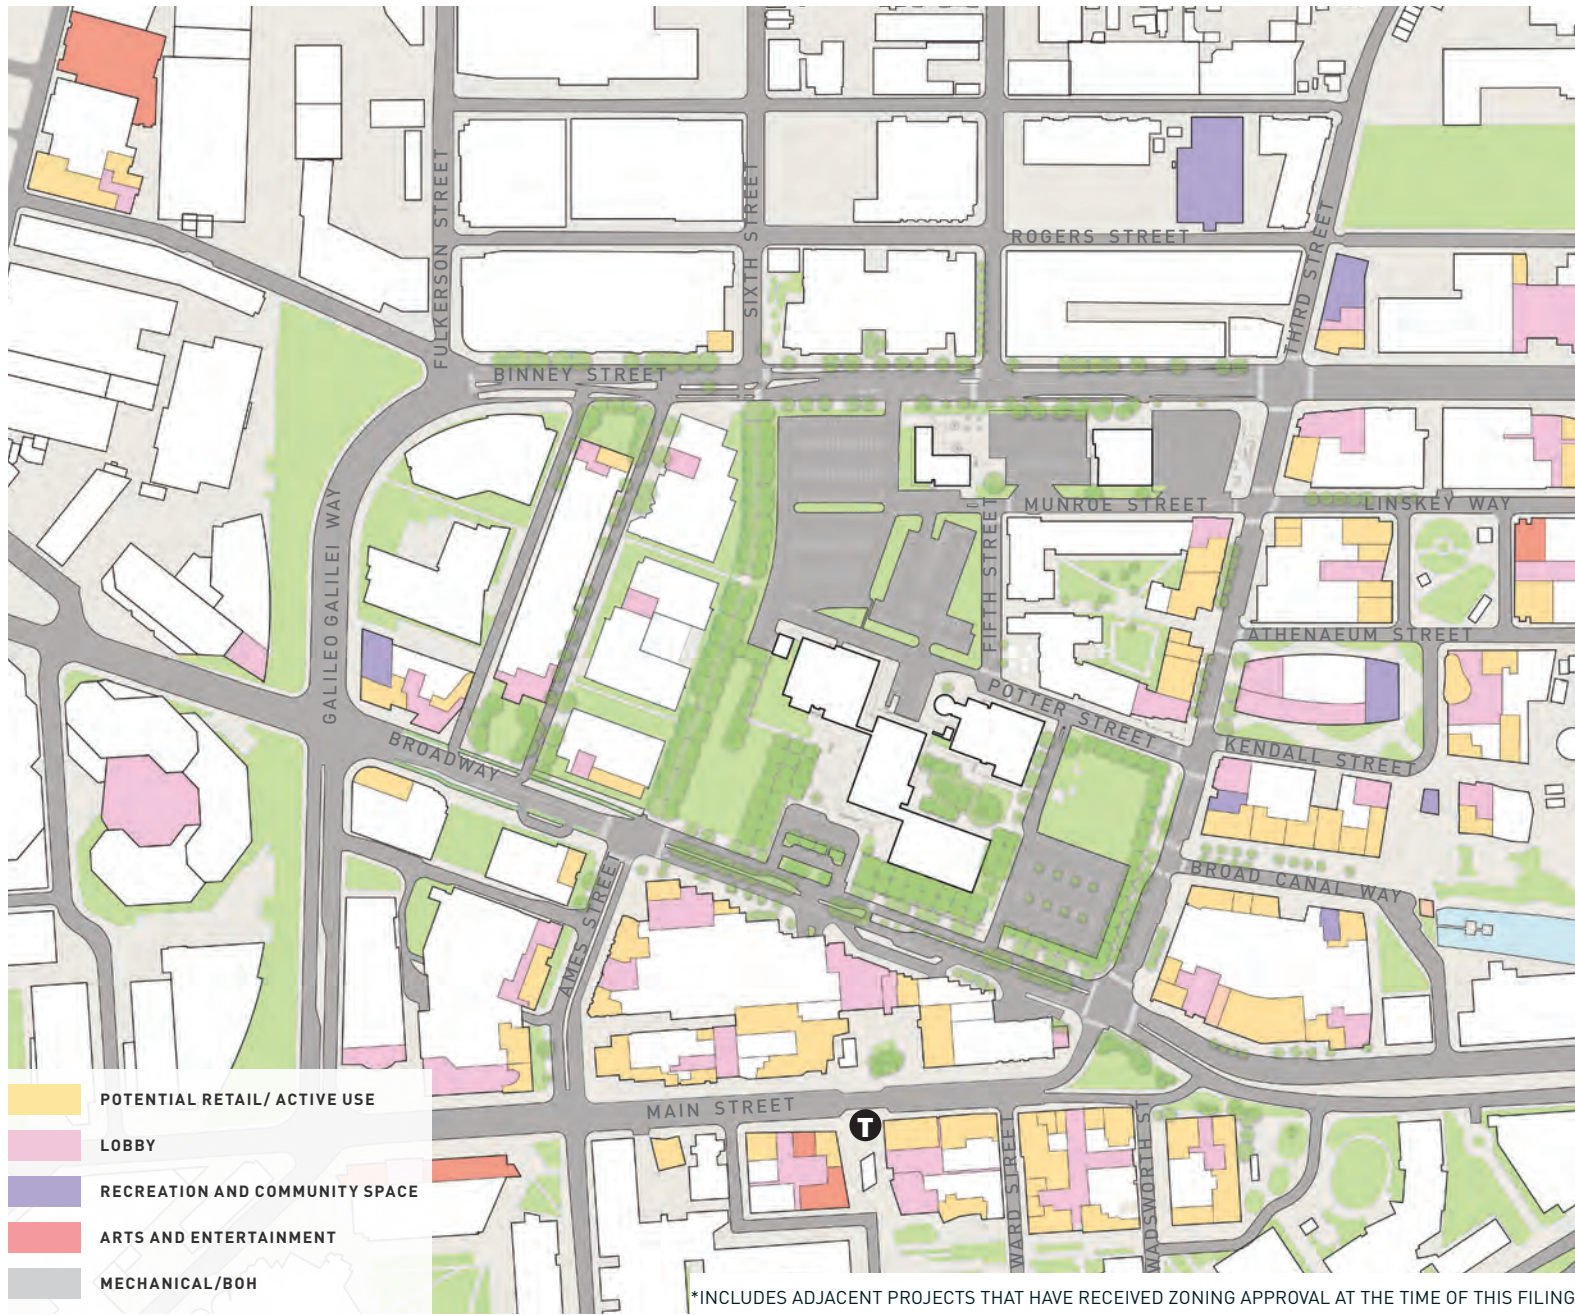 FULKERSON STREET
SIXTH STREET
ROGERS STREET
THIRD STREET
BINNEY STREET
GALILEO GALILEI WAY
MUNROE STREET
LINSKEY WAY
FIFTH STREET
ATHENAEUM STREET
POTTER STREET
KENDALL STREET
BROADWAY
BROAD CANAL WAY
AMES STREET
MAIN STREET
T
WARD STREE
WADSWORTH ST
POTENTIAL RETAIL/ ACTIVE USE
LOBBY
RECREATION AND COMMUNITY SPACE
ARTS AND ENTERTAINMENT
MECHANICAL/BOH
*INCLUDES ADJACENT PROJECTS THAT HAVE RECEIVED ZONING APPROVAL AT THE TIME OF THIS FILING